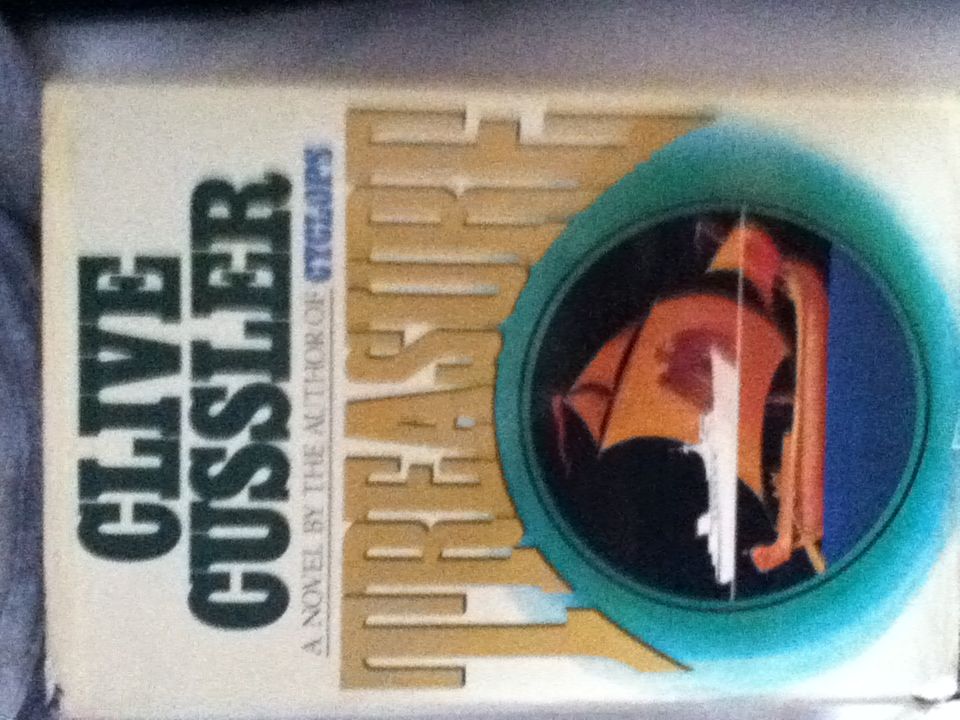 CLIVE
CUSSLER
A NOVEL BY THE AUTHOR OF CYCLOPS
TREASURE